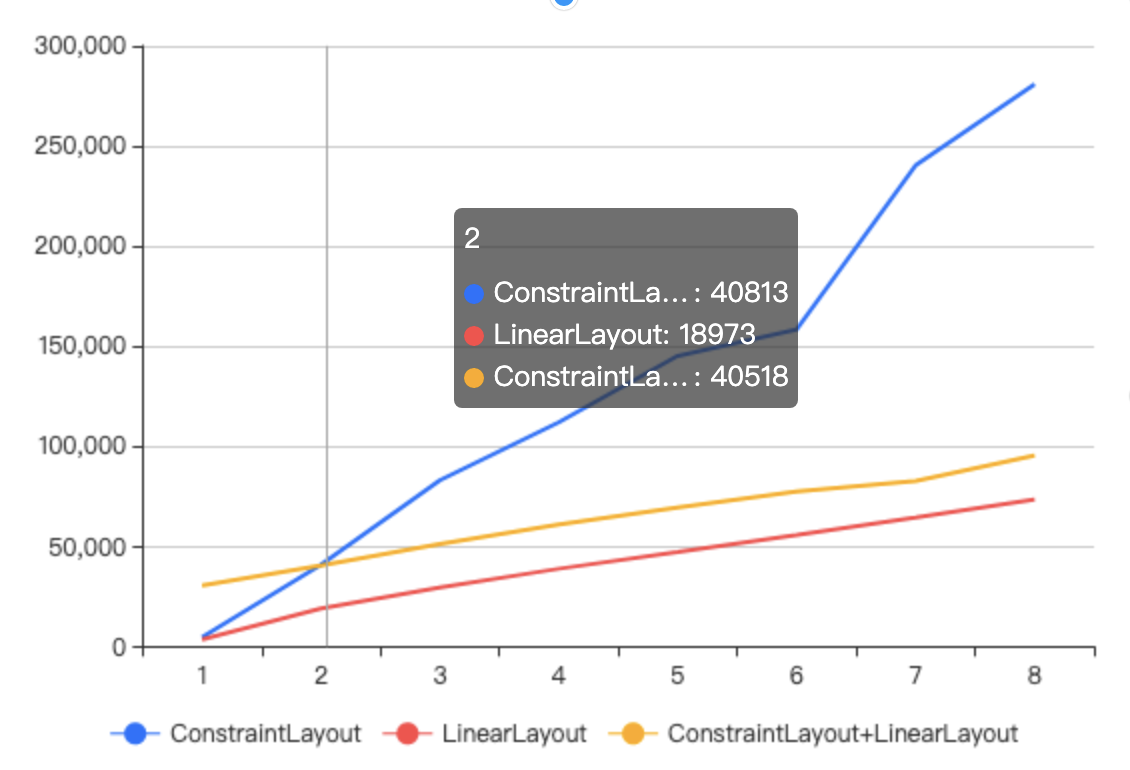 300,000
250,000
200,000
150,000
100,000
50,000
0
2
ConstraintLa...: 40813
LinearLayout: 18973
ConstraintLa...: 40518
1 2 3 4 5 6 7 8
ConstraintLayout LinearLayout ConstraintLayout+LinearLayout